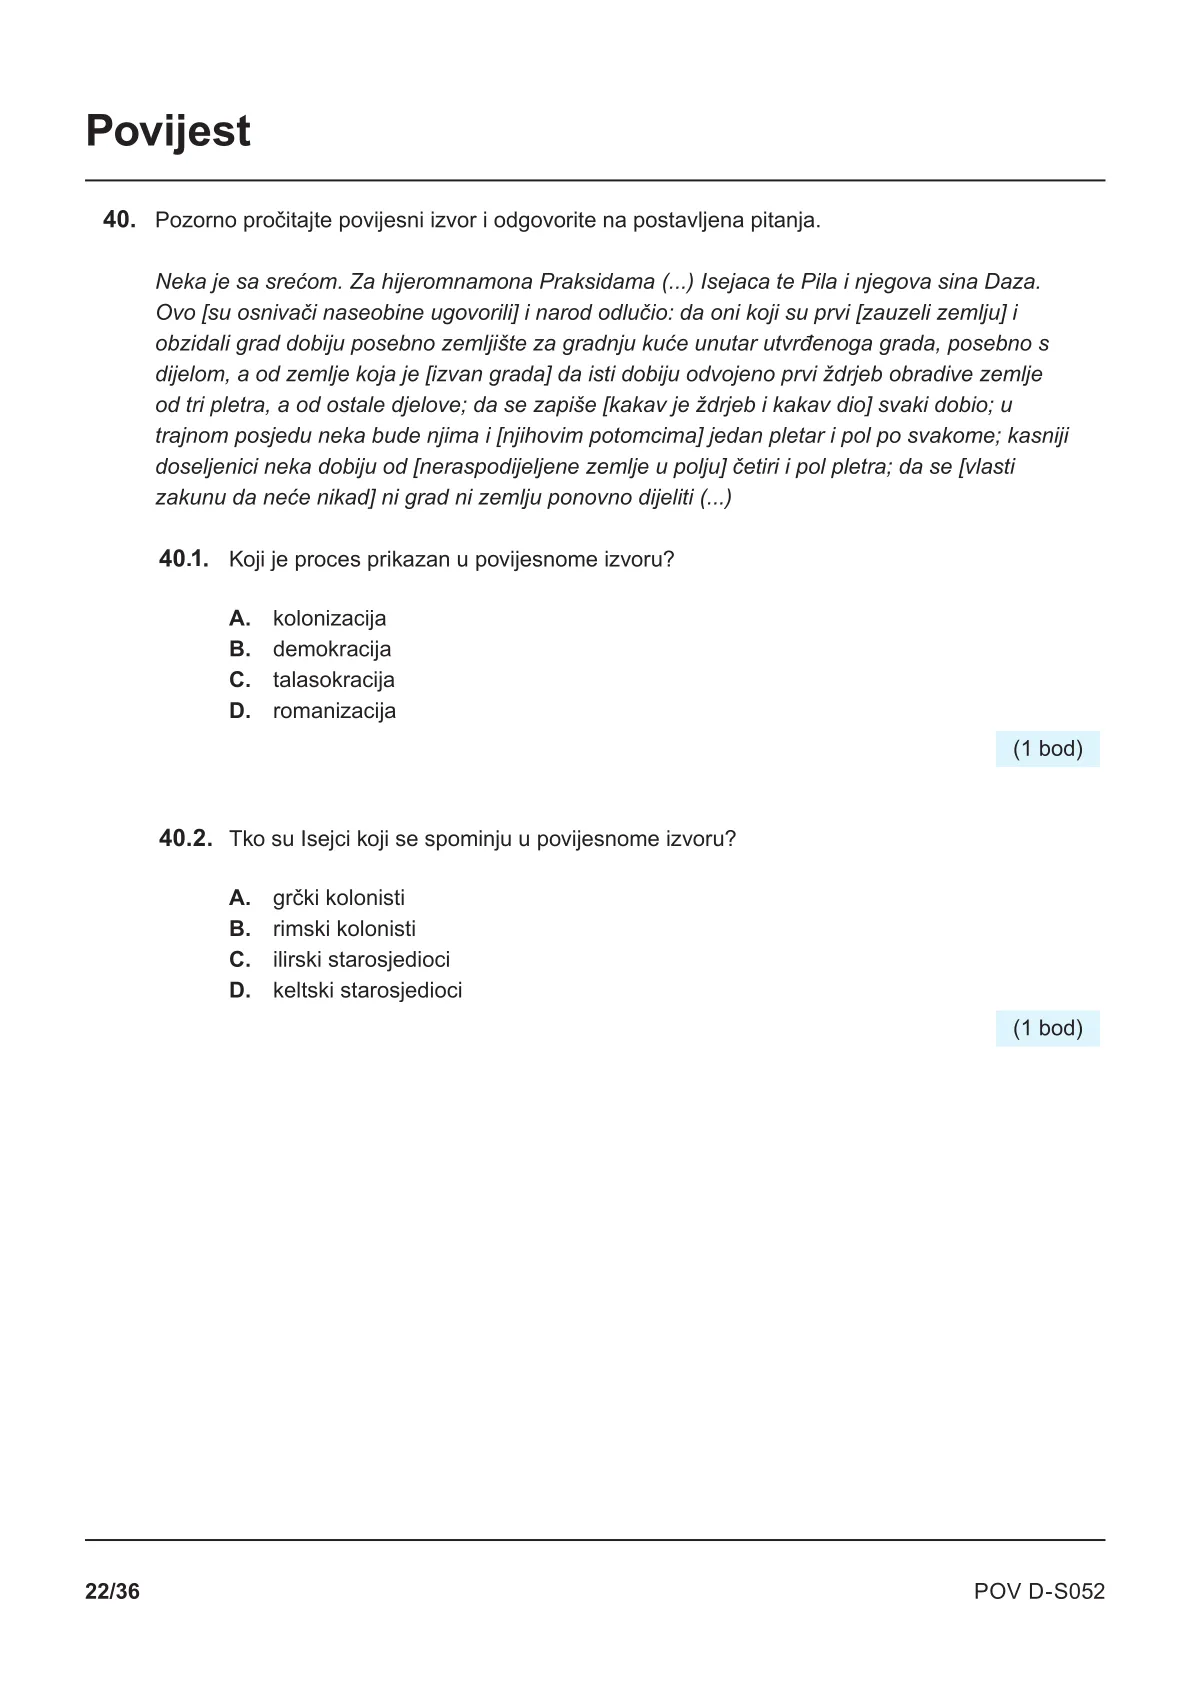 Povijest
40. Pozorno pročitajte povijesni izvor i odgovorite na postavljena pitanja.
Neka je sa srećom. Za hijeromnamona Praksidama (...) Isejaca te Pila i njegova sina Daza.
Ovo [su osnivači naseobine ugovorili] i narod odlučio: da oni koji su prvi [zauzeli zemlju] i
obzidali grad dobiju posebno zemljište za gradnju kuće unutar utvrđenoga grada, posebno s
dijelom, a od zemlje koja je [izvan grada] da isti dobiju odvojeno prvi ždrjeb obradive zemlje
od tri pletra, a od ostale djelove; da se zapiše [kakav je ždrjeb i kakav dio] svaki dobio; u
trajnom posjedu neka bude njima i [njihovim potomcima] jedan pletar i pol po svakome; kasniji
doseljenici neka dobiju od [neraspodijeljene zemlje u polju] četiri i pol pletra; da se [vlasti
zakunu da neće nikad] ni grad ni zemlju ponovno dijeliti (...)
40.1. Koji je proces prikazan u povijesnome izvoru?
A. kolonizacija
B. demokracija
C. talasokracija
D. romanizacija
(1 bod)
40.2. Tko su Isejci koji se spominju u povijesnome izvoru?
A. grčki kolonisti
B. rimski kolonisti
C. ilirski starosjedioci
D. keltski starosjedioci
(1 bod)
22/36
POV D-S052